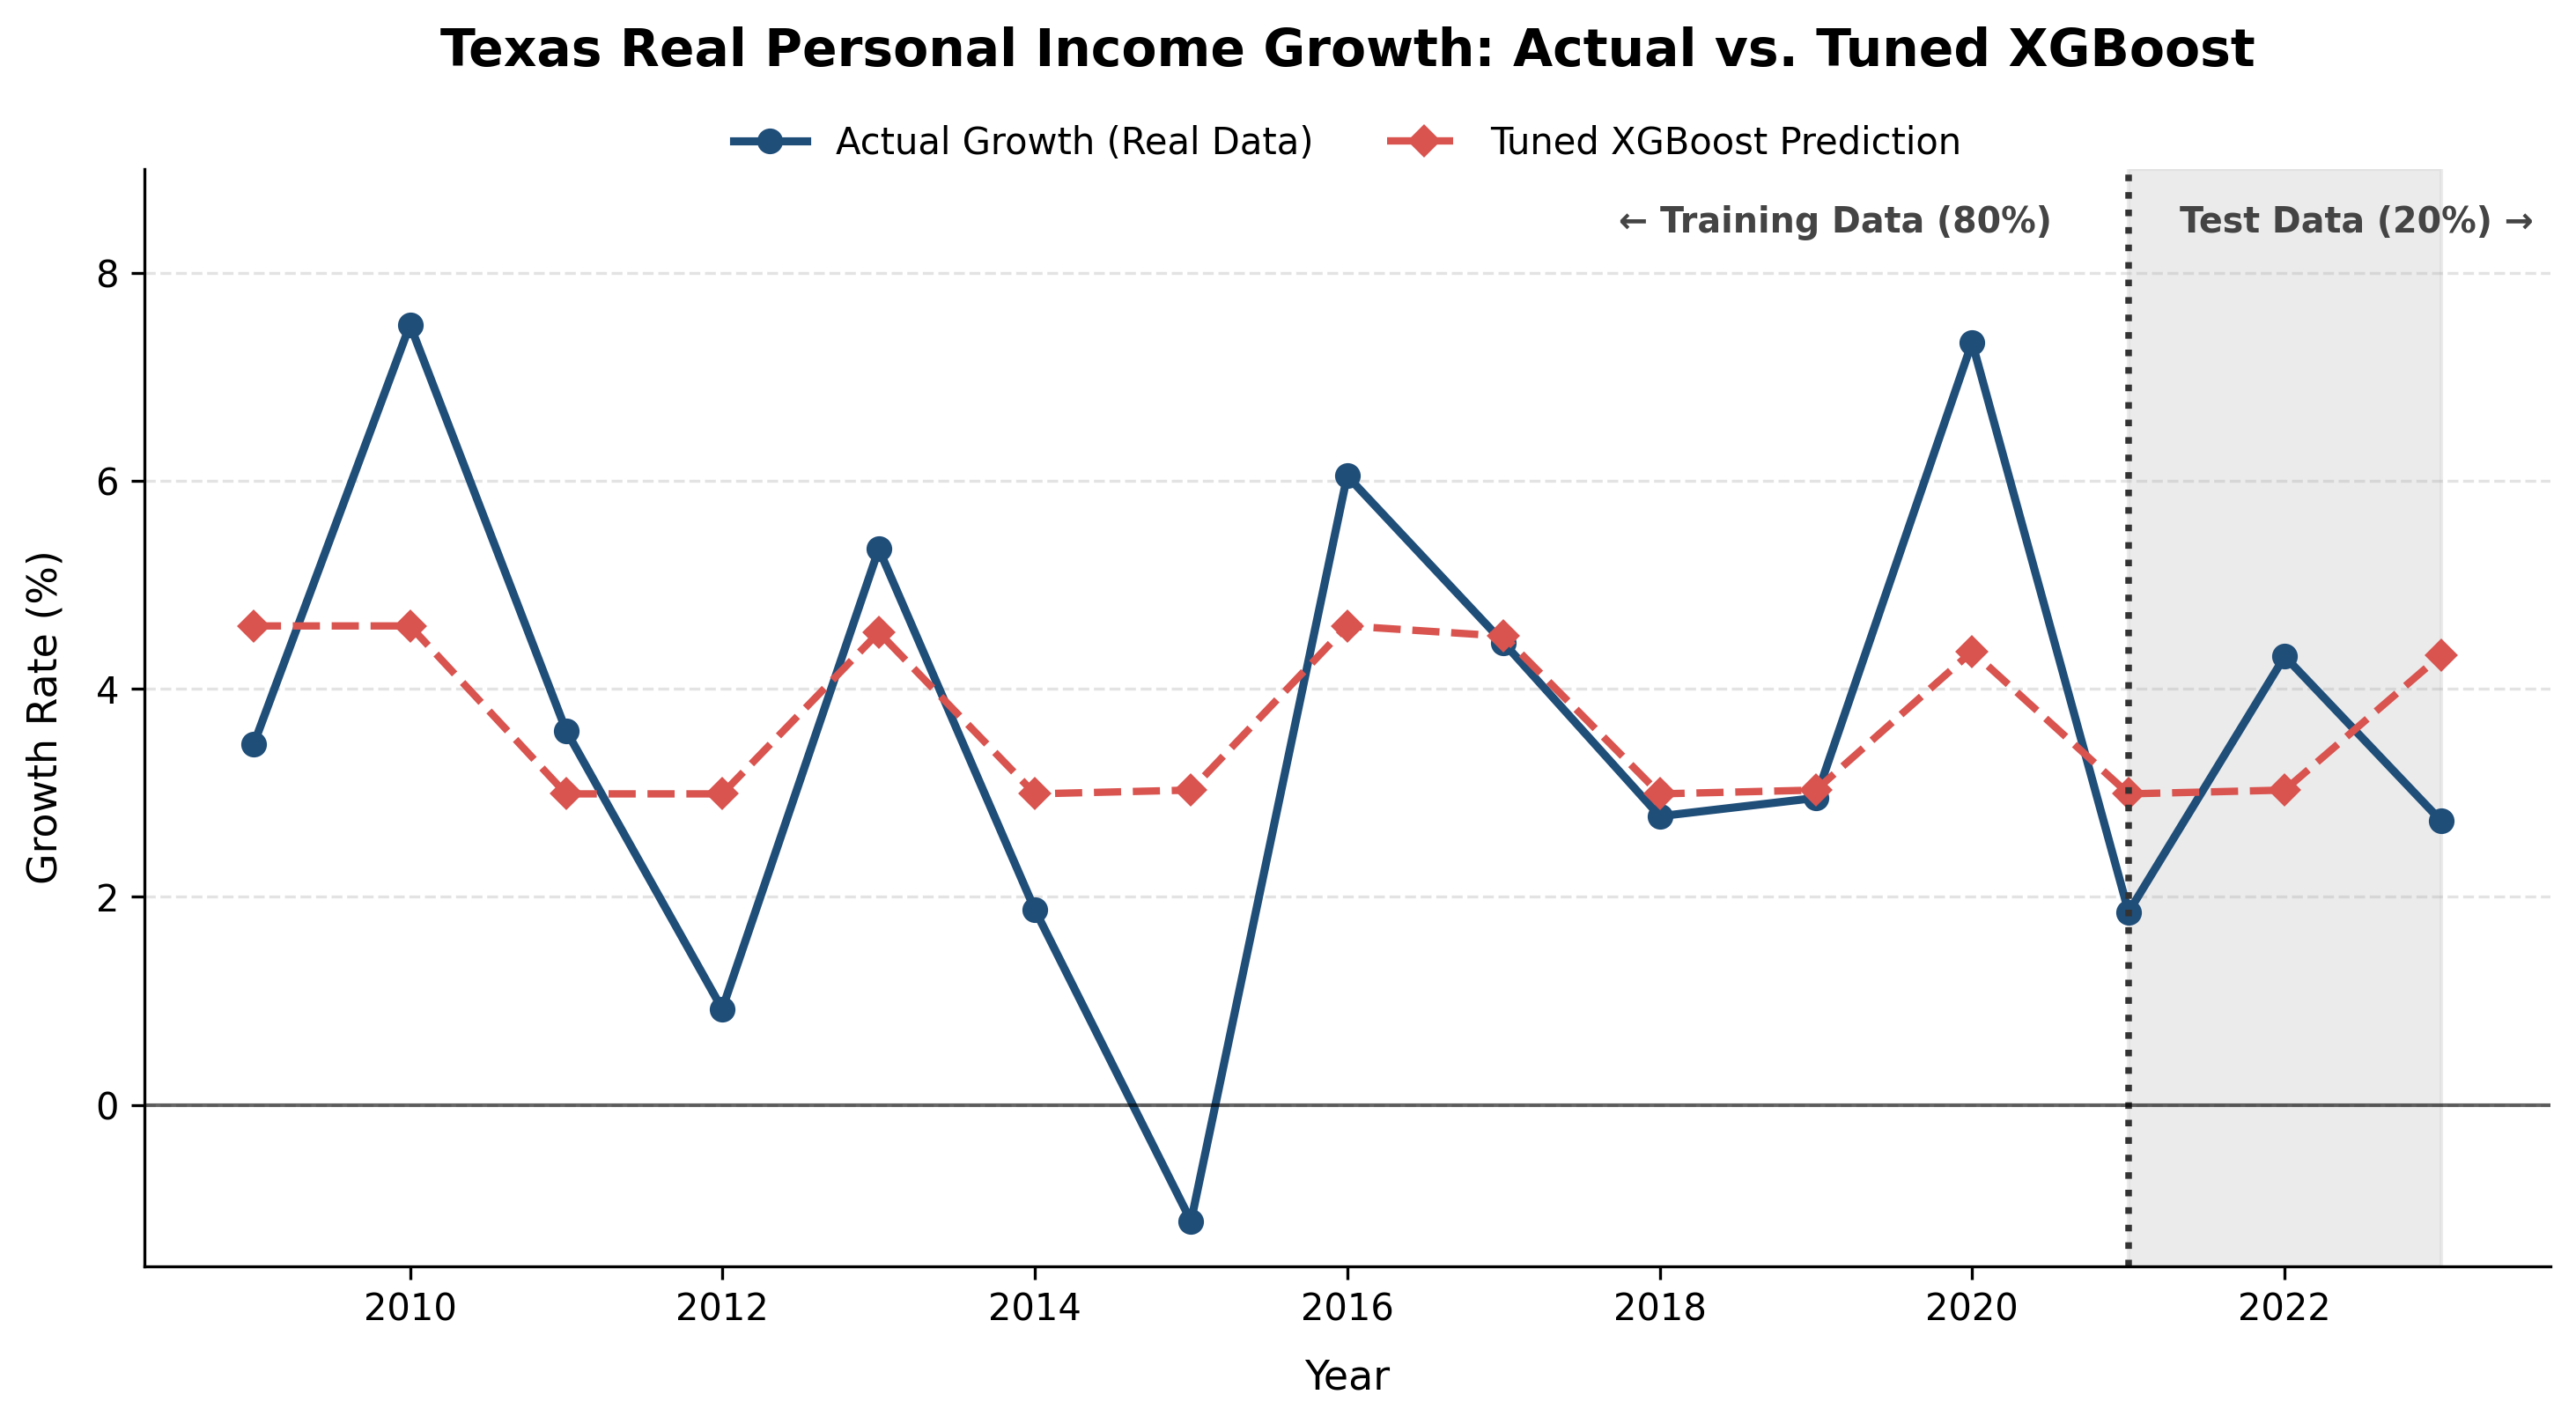 Texas Real Personal Income Growth: Actual vs. Tuned XGBoost
Actual Growth (Real Data)
Tuned XGBoost Prediction
← Training Data (80%)
Test Data (20%) →
8
6
4
2
0
Growth Rate (%)
2010
2012
2014
2016
2018
2020
2022
Year